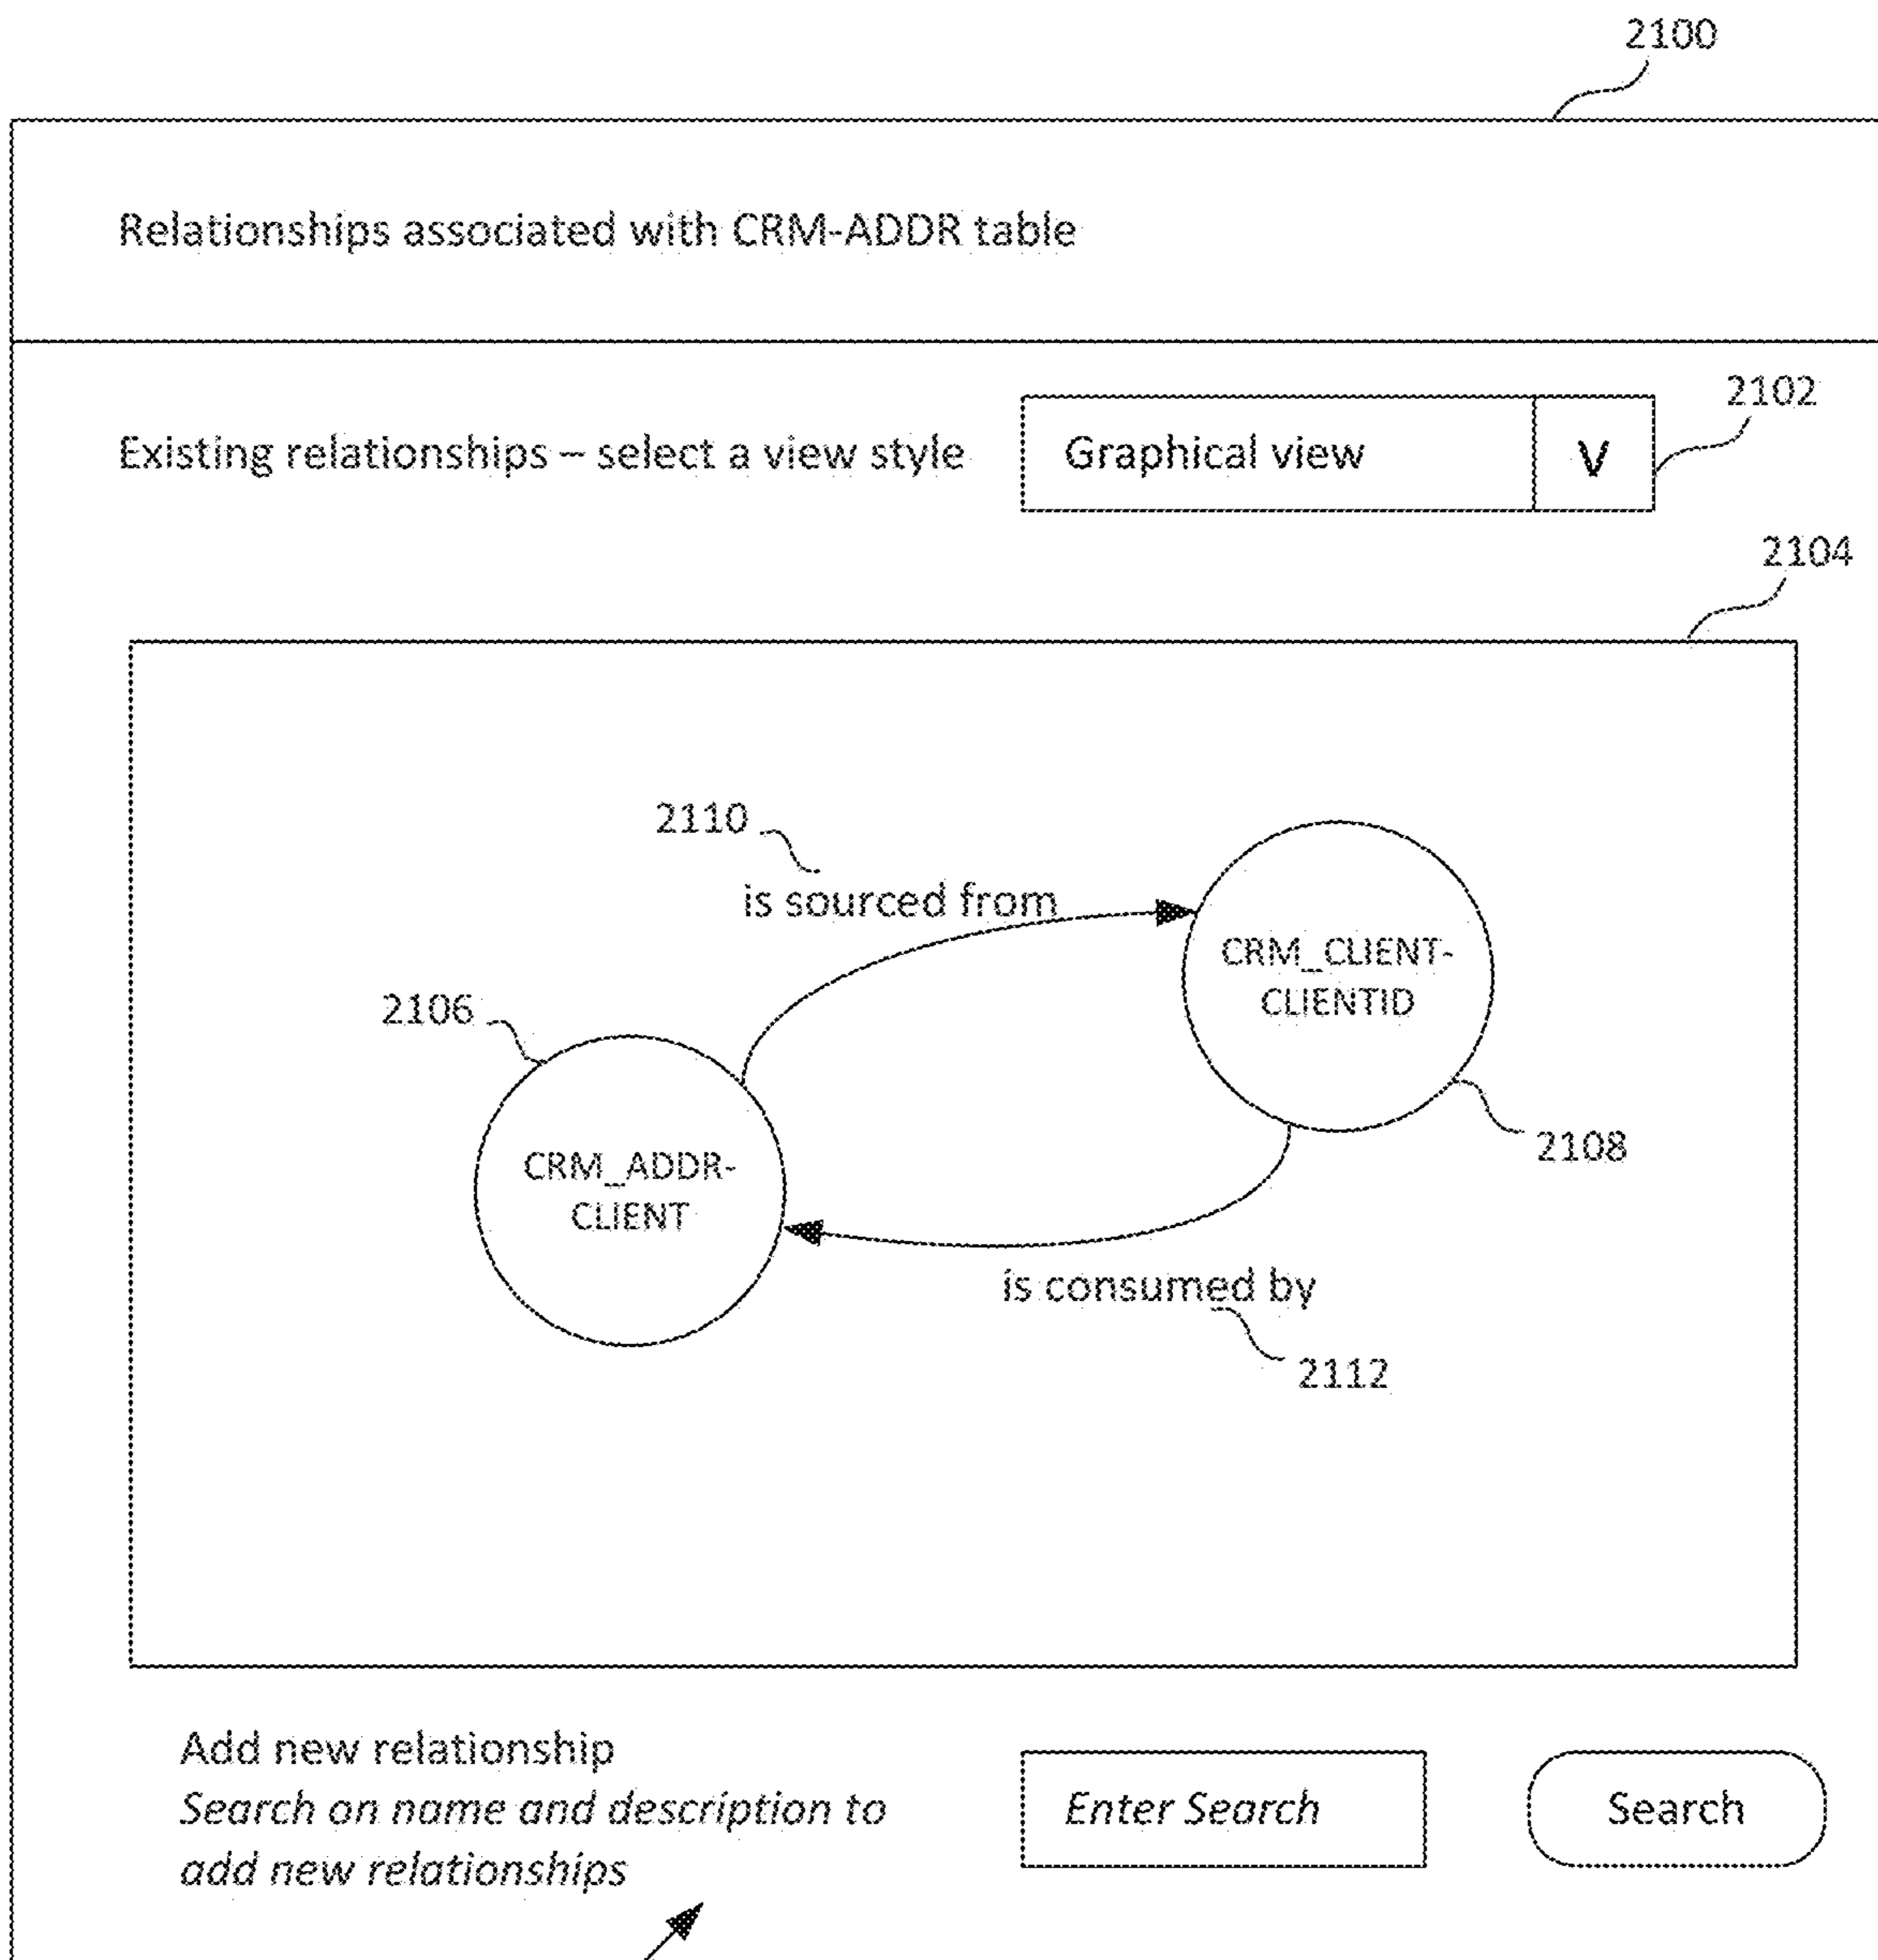 2100
Relationships associated with CRM-ADDR table
2102
Existing relationships – select a view style
Graphical view
V
2104
2110
is sourced from
CRM_CLIENT-
CLIENTID
2106
2108
CRM_ADDR-
CLIENT
is consumed by
2112
Add new relationship
Search on name and description to
add new relationships
Enter Search
Search